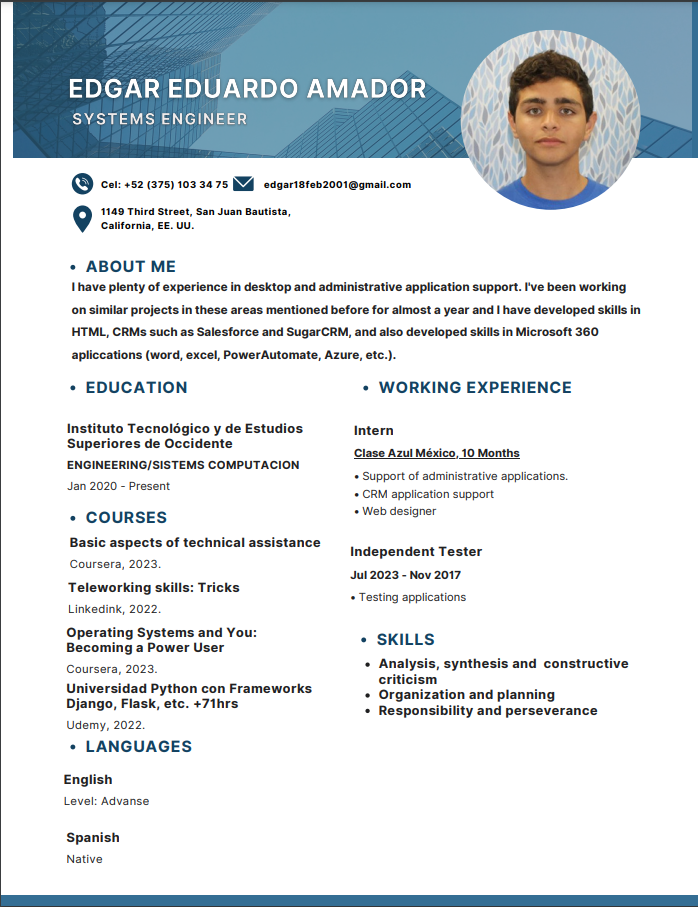 EDGAR EDUARDO AMADOR
SYSTEMS ENGINEER
Cel: +52 (375) 103 34 75
edgar18feb2001@gmail.com
1149 Third Street, San Juan Bautista,
California, EE. UU.
• ABOUT ME
I have plenty of experience in desktop and administrative application support. I've been working
on similar projects in these areas mentioned before for almost a year and I have developed skills in
HTML, CRMs such as Salesforce and SugarCRM, and also developed skills in Microsoft 360
apliccations (word, excel, PowerAutomate, Azure, etc.).
• EDUCATION
Instituto Tecnológico y de Estudios
Superiores de Occidente
ENGINEERING/SISTEMS COMPUTACION
Jan 2020 - Present
• COURSES
Basic aspects of technical assistance
Coursera, 2023.
Teleworking skills: Tricks
Linkedink, 2022.
Operating Systems and You:
Becoming a Power User
Coursera, 2023.
Universidad Python con Frameworks
Django, Flask, etc. +71hrs
Udemy, 2022.
• LANGUAGES
English
Level: Advanse
Spanish
Native
• WORKING EXPERIENCE
Intern
Clase Azul México, 10 Months
• Support of administrative applications.
• CRM application support
• Web designer
Independent Tester
Jul 2023 - Nov 2017
• Testing applications
• SKILLS
• Analysis, synthesis and constructive
criticism
• Organization and planning
• Responsibility and perseverance